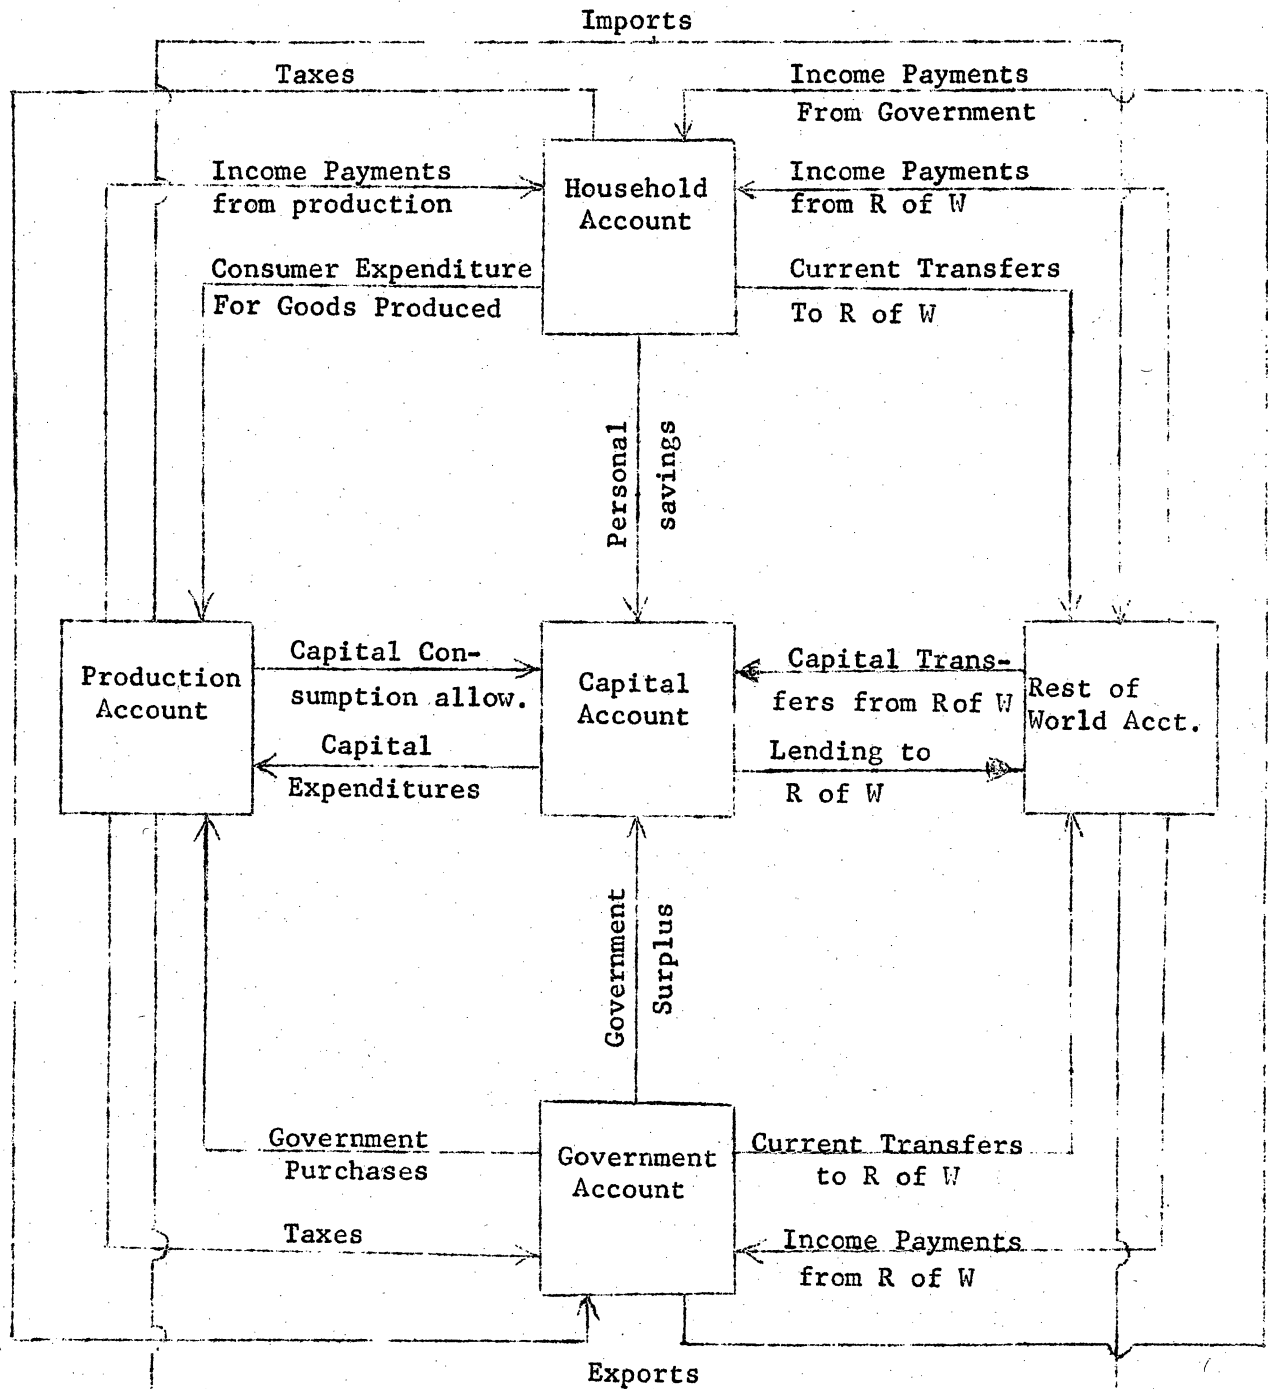 Imports
Taxes
Income Payments
From Government
Income Payments
from production
Household
Account
Income Payments
from R of W
Consumer Expenditure
For Goods Produced
Current Transfers
To R of W
Personal
savings
Production
Account
Capital Con-
sumption allow.
Capital
Expenditures
Capital
Account
Capital Trans-
fers from Rof W
Lending to
R of W
Rest of
World Acct.
Government
Surplus
Government
Purchases
Government
Account
Current Transfers
to R of W
Taxes
Income Payments
from R of W
Exports